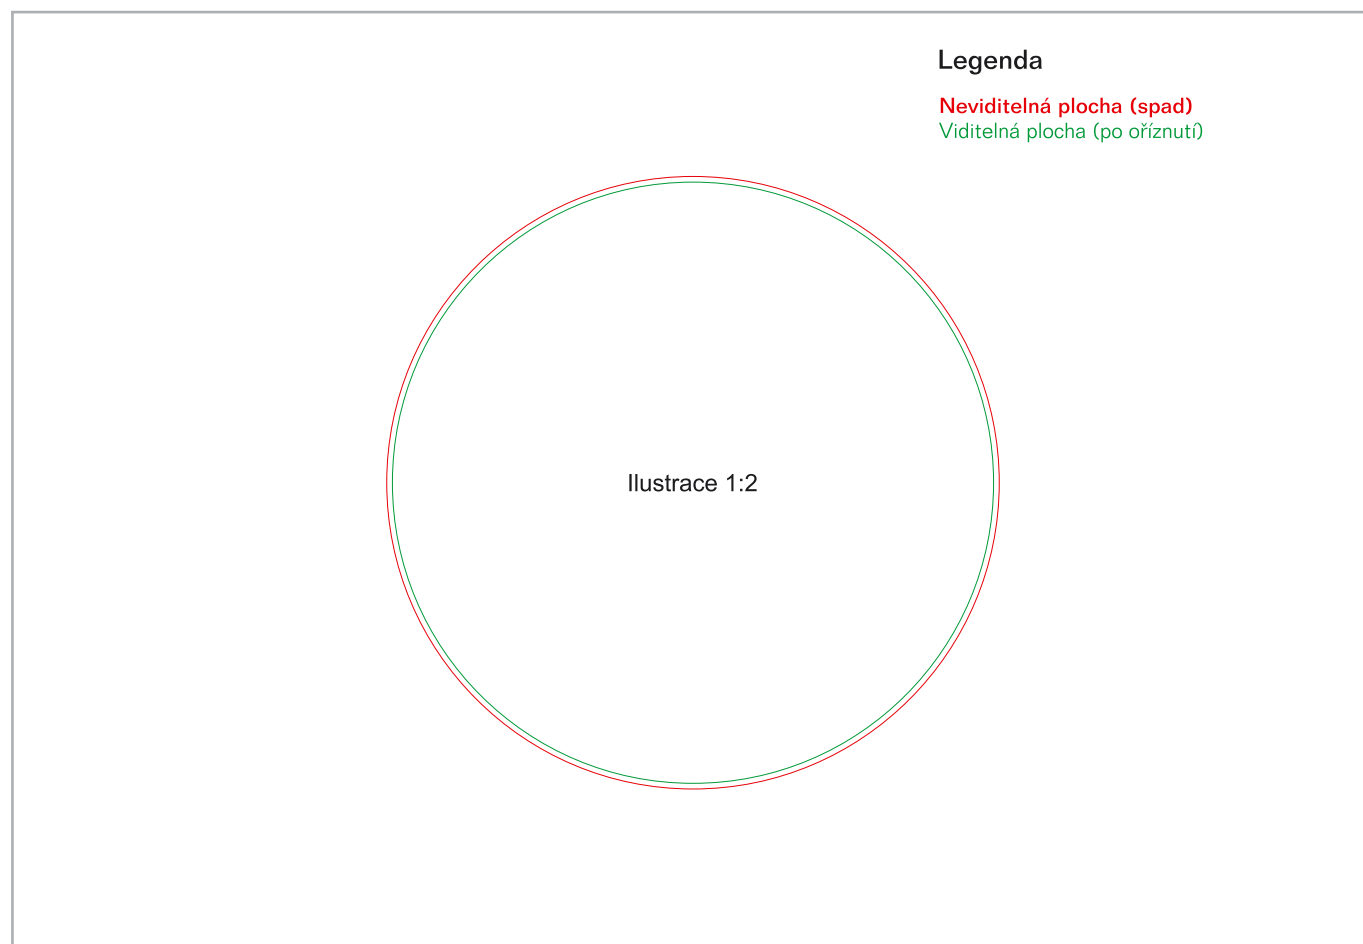 Legenda
Neviditelná plocha (spad)
Viditelná plocha (po oříznutí)
Ilustrace 1:2